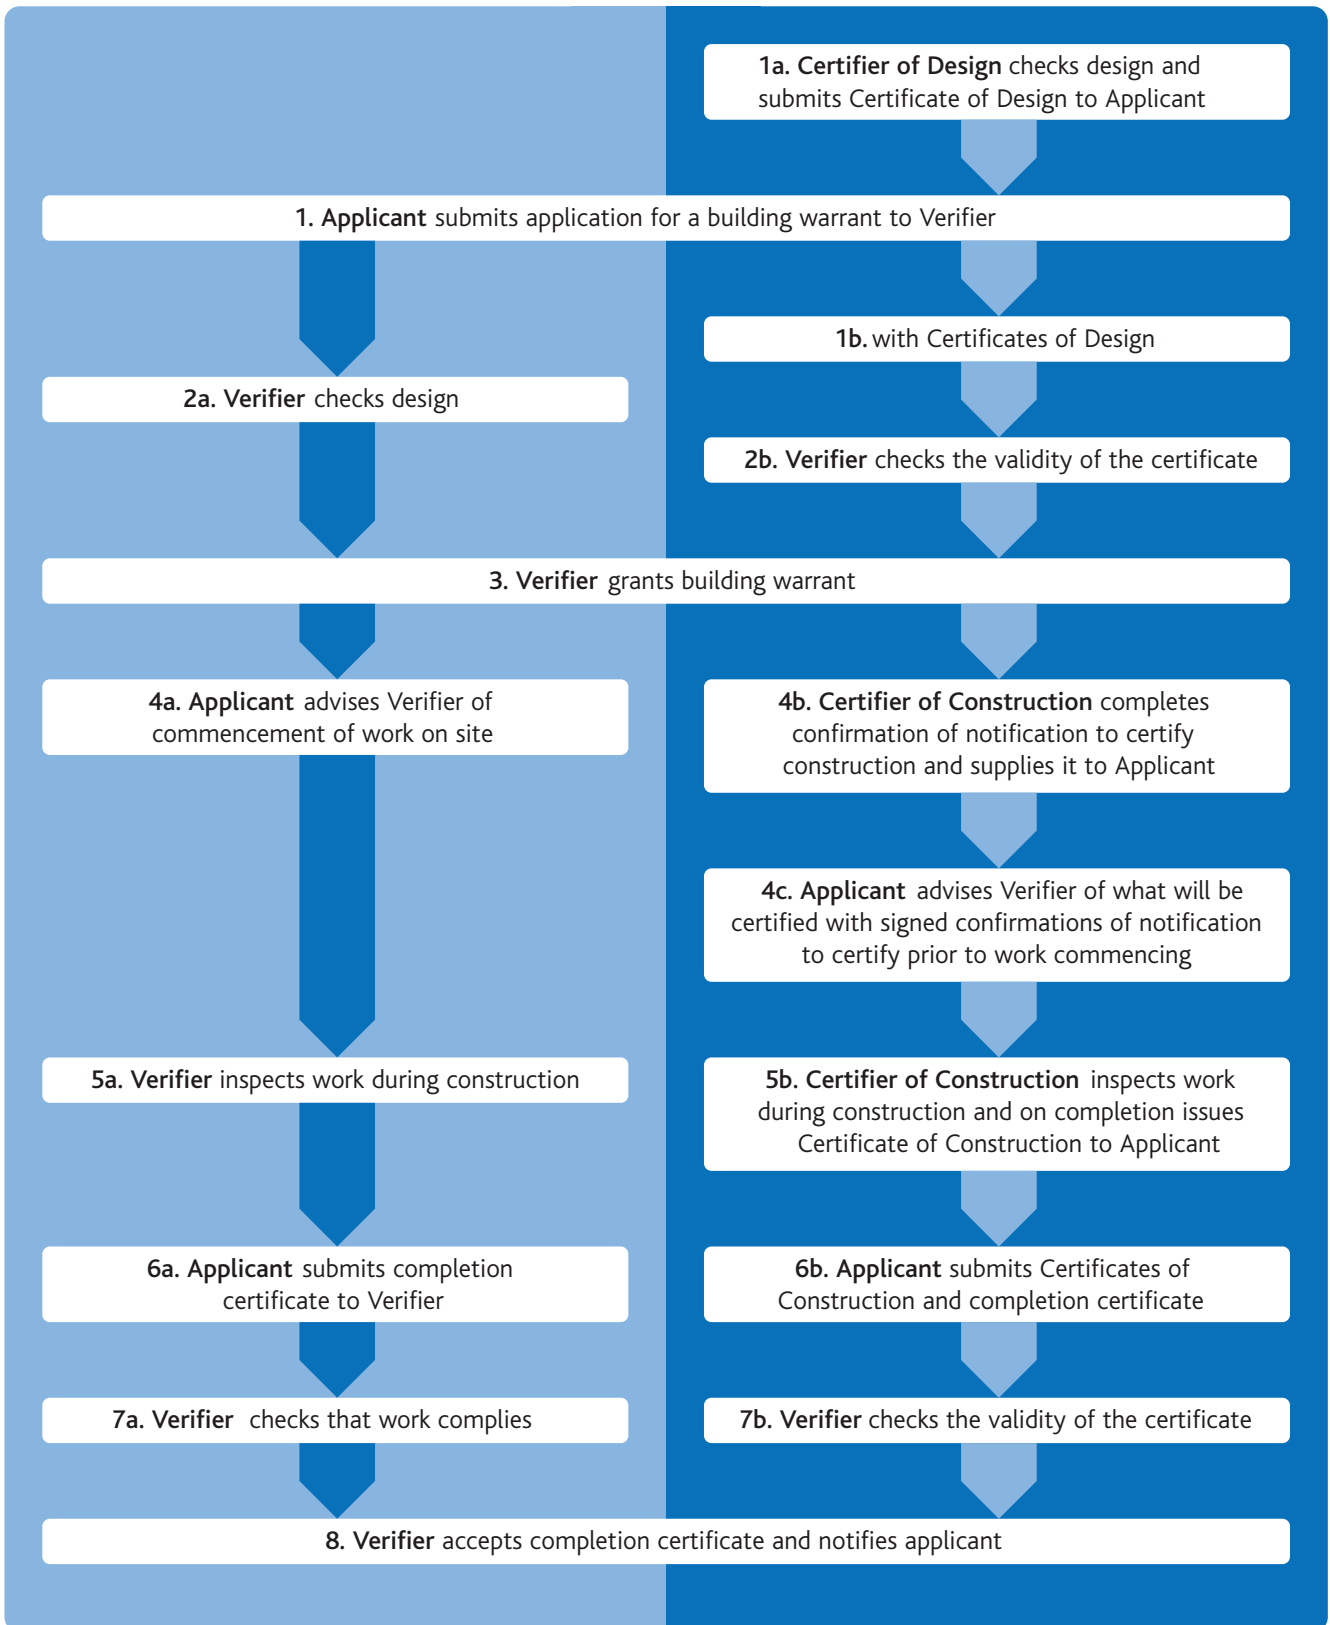 1a. Certifier of Design checks design and
submits Certificate of Design to Applicant
1. Applicant submits application for a building warrant to Verifier
1b. with Certificates of Design
2a. Verifier checks design
2b. Verifier checks the validity of the certificate
3. Verifier grants building warrant
4a. Applicant advises Verifier of
commencement of work on site
4b. Certifier of Construction completes
confirmation of notification to certify
construction and supplies it to Applicant
4c. Applicant advises Verifier of what will be
certified with signed confirmations of notification
to certify prior to work commencing
5a. Verifier inspects work during construction
5b. Certifier of Construction inspects work
during construction and on completion issues
Certificate of Construction to Applicant
6a. Applicant submits completion
certificate to Verifier
6b. Applicant submits Certificates of
Construction and completion certificate
7a. Verifier checks that work complies
7b. Verifier checks the validity of the certificate
8. Verifier accepts completion certificate and notifies applicant